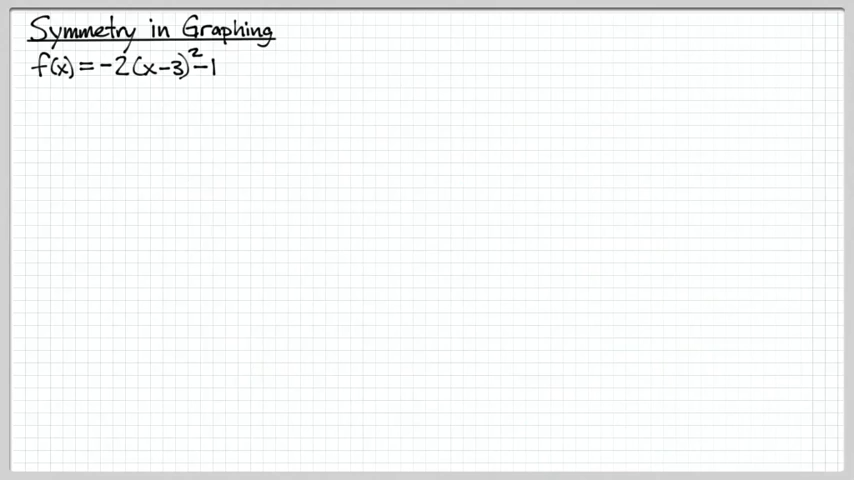 Symmetry in Graphing
f(x) = -2(x-3)²-1